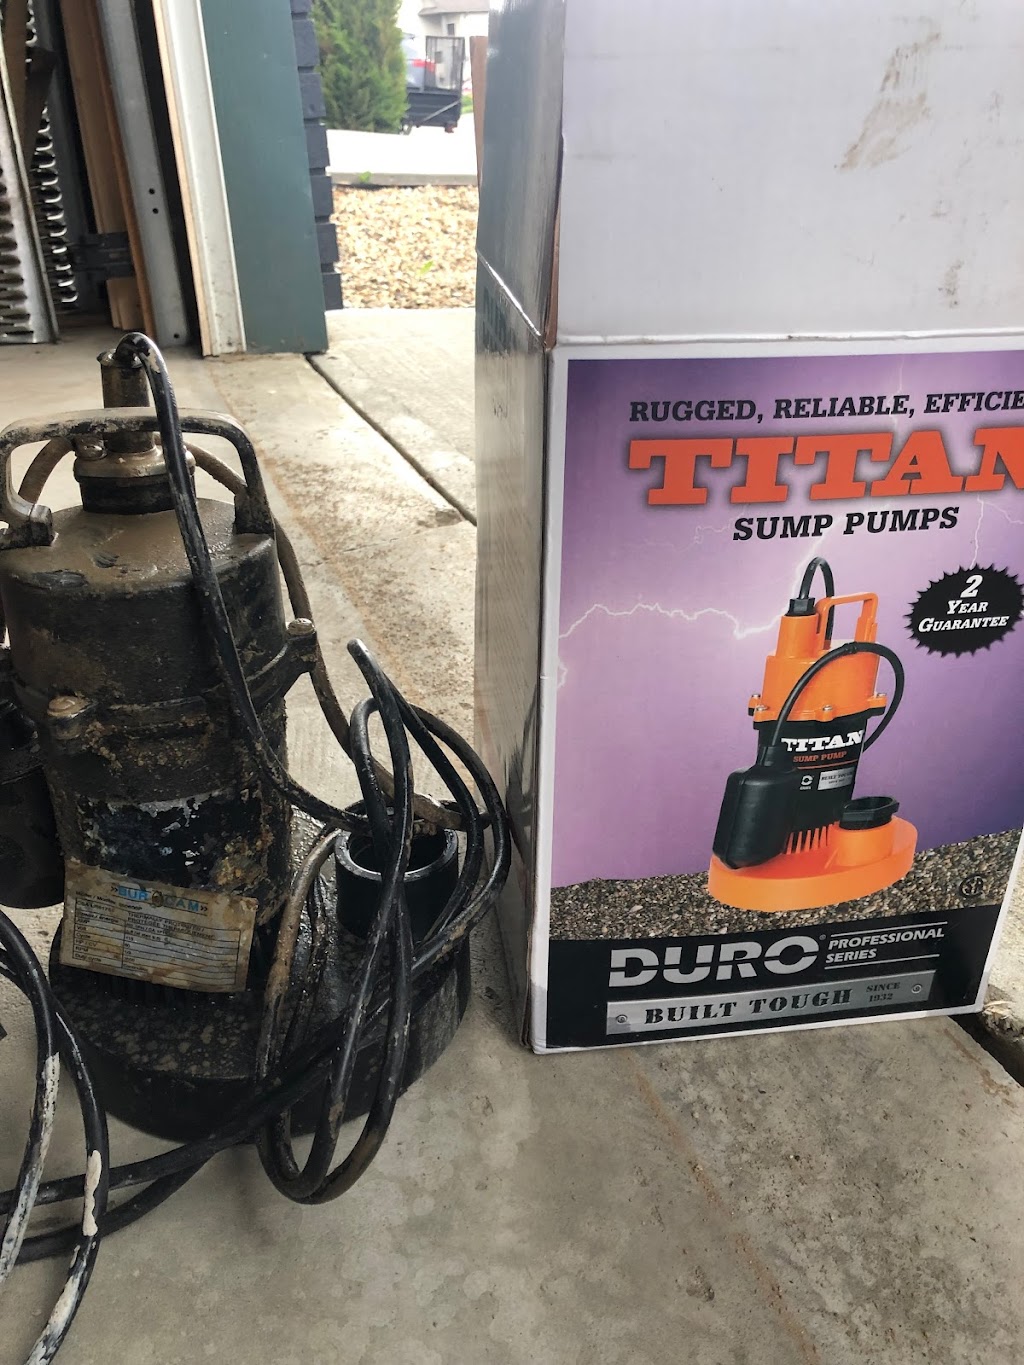 RUGGED, RELIABLE, EFFICIE
TITAN
SUMP PUMPS
2
YEAR
GUARANTEE
TITAN
SUMP PUMP
DURO® PROFESSIONAL
SERIES
BUILT TOUGH SINCE
1932